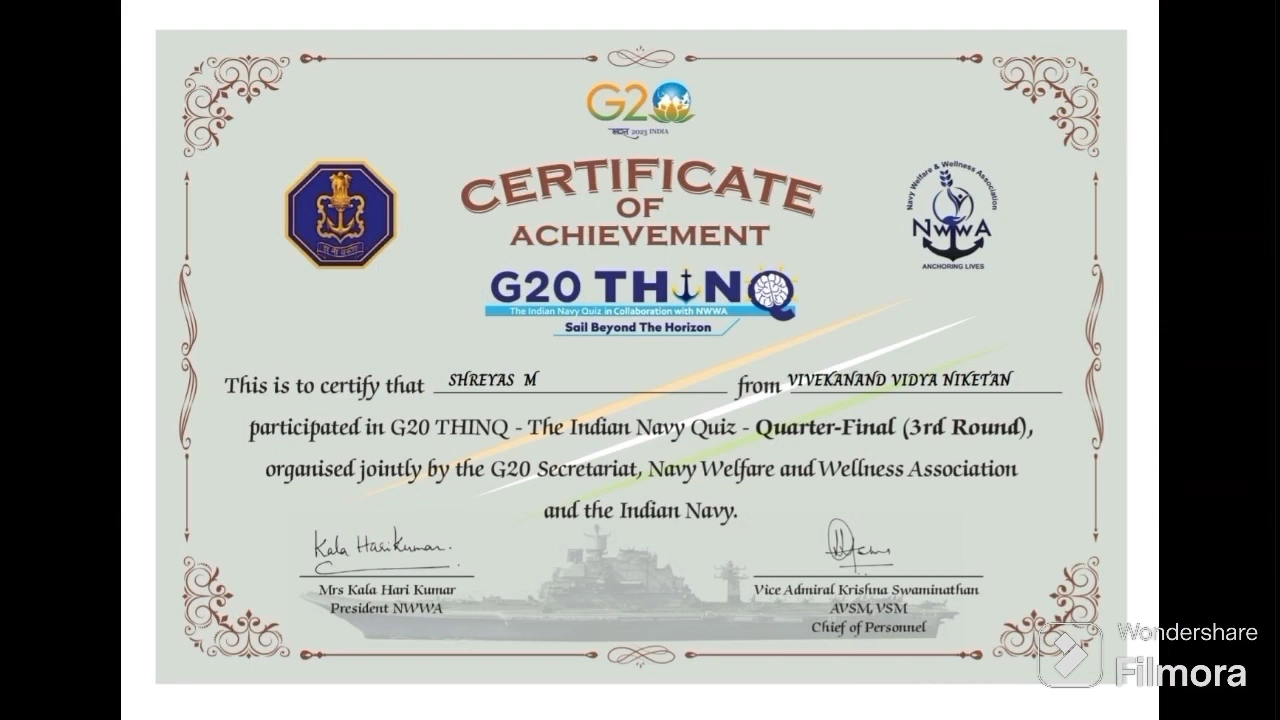 G20
भारत 2023 INDIA
CERTIFICATE
OF
ACHIEVEMENT
Navy Welfare & Wellness Association
NWWA
ANCHORING LIVES
G20 THINQ
The Indian Navy Quiz in Collaboration with NWWA
Sail Beyond The Horizon
This is to certify that SHREYAS M from VIVEKANAND VIDYA NIKETAN
participated in G20 THINQ - The Indian Navy Quiz - Quarter-Final (3rd Round),
organised jointly by the G20 Secretariat, Navy Welfare and Wellness Association
and the Indian Navy.
Kala Harikumar.
Mrs Kala Hari Kumar
President NWWA
Vice Admiral Krishna Swaminathan
AVSM, VSM
Chief of Personnel
Wondershare
Filmora